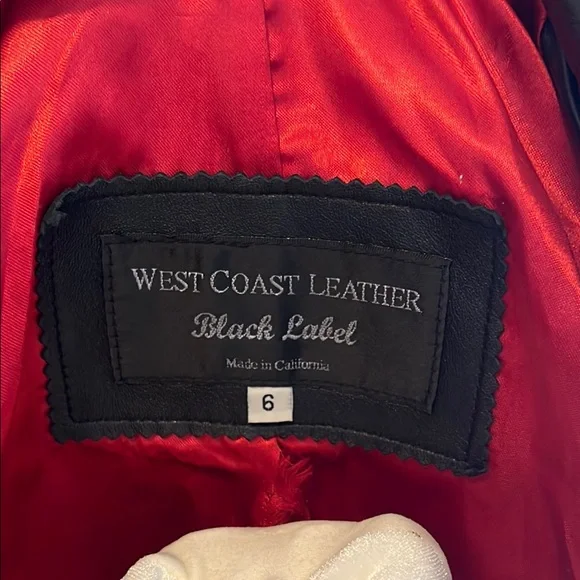 WEST COAST LEATHER
Black Label
Made in California
6